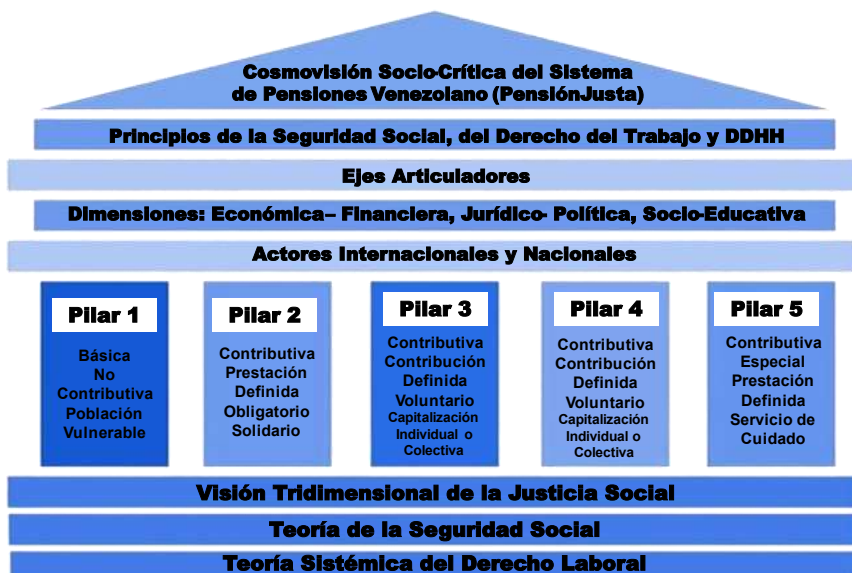 Cosmovisión Socio-Crítica del Sistema
de Pensiones Venezolano (PensiónJusta)
Principios de la Seguridad Social, del Derecho del Trabajo y DDHH
Ejes Articuladores
Dimensiones: Económica– Financiera, Jurídico- Política, Socio-Educativa
Actores Internacionales y Nacionales
Pilar 1
Básica
No
Contributiva
Población
Vulnerable
Pilar 2
Contributiva
Prestación
Definida
Obligatorio
Solidario
Pilar 3
Contributiva
Contribución
Definida
Voluntario
Capitalización
Individual o
Colectiva
Pilar 4
Contributiva
Contribución
Definida
Voluntario
Capitalización
Individual o
Colectiva
Pilar 5
Contributiva
Especial
Prestación
Definida
Servicio de
Cuidado
Visión Tridimensional de la Justicia Social
Teoría de la Seguridad Social
Teoría Sistémica del Derecho Laboral